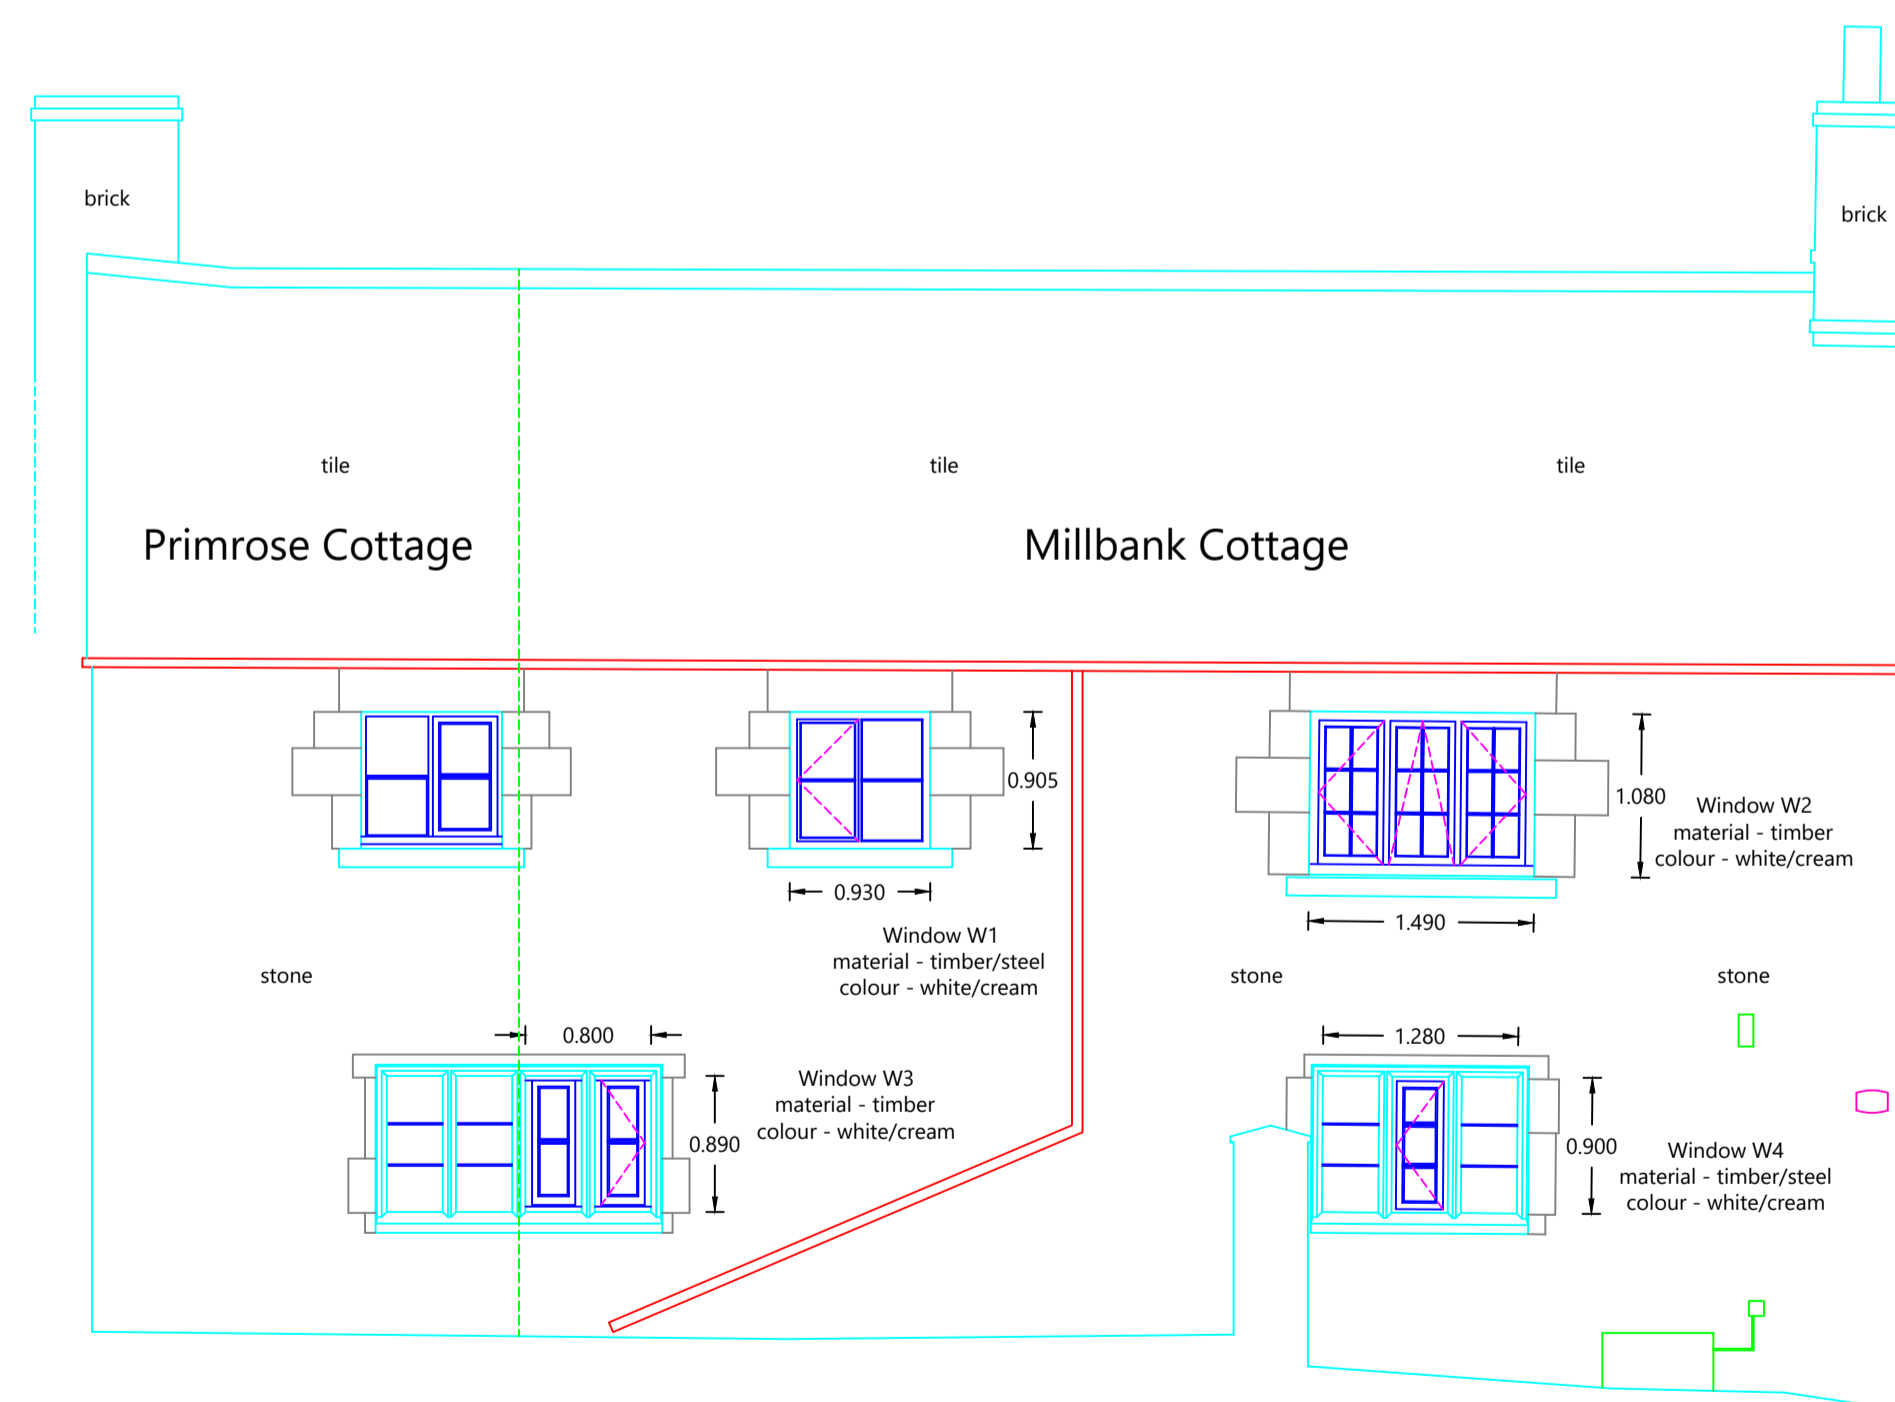 brick
brick
tile
tile
tile
Primrose Cottage
Millbank Cottage
0.905
0.930
Window W1
material - timber/steel
colour - white/cream
1.080
Window W2
material - timber
colour - white/cream
1.490
stone
stone
stone
0.800
Window W3
material - timber
colour - white/cream
0.890
1.280
0.900
Window W4
material - timber/steel
colour - white/cream